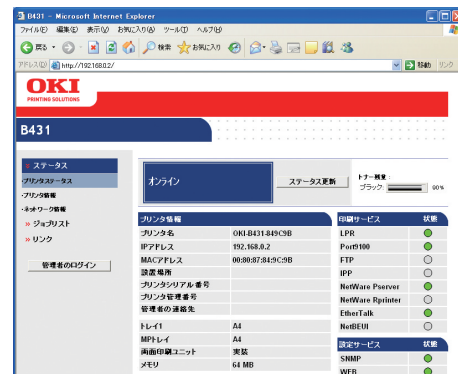 B431 - Microsoft Internet Explorer
ファイル(F) 編集(E) 表示(V) お気に入り(A) ツール(T) ヘルプ(H)
戻る 検索 お気に入り
アドレス(D) http://192.168.0.2/ 移動 リンク
OKI
PRINTING SOLUTIONS
B431
ステータス
・プリンタステータス
・プリンタ情報
・ネットワーク情報
» ジョブリスト
» リンク
管理者のログイン
オンライン
ステータス更新
トナー残量:
ブラック:
プリンタ情報
プリンタ名 OKI-B431-849C9B
IPアドレス 192.168.0.2
MACアドレス 00:80:87:84:9C:9B
設置場所
プリンタシリアル番号
プリンタ管理番号
管理者の連絡先
トレイ1 A4
MPトレイ A4
両面印刷ユニット 実装
メモリ 64 MB
印刷サービス 状態
LPR
Port9100
FTP
IPP
NetWare Pserver
NetWare Rprinter
EtherTalk
NetBEUI
設定サービス 状態
SNMP
WEB